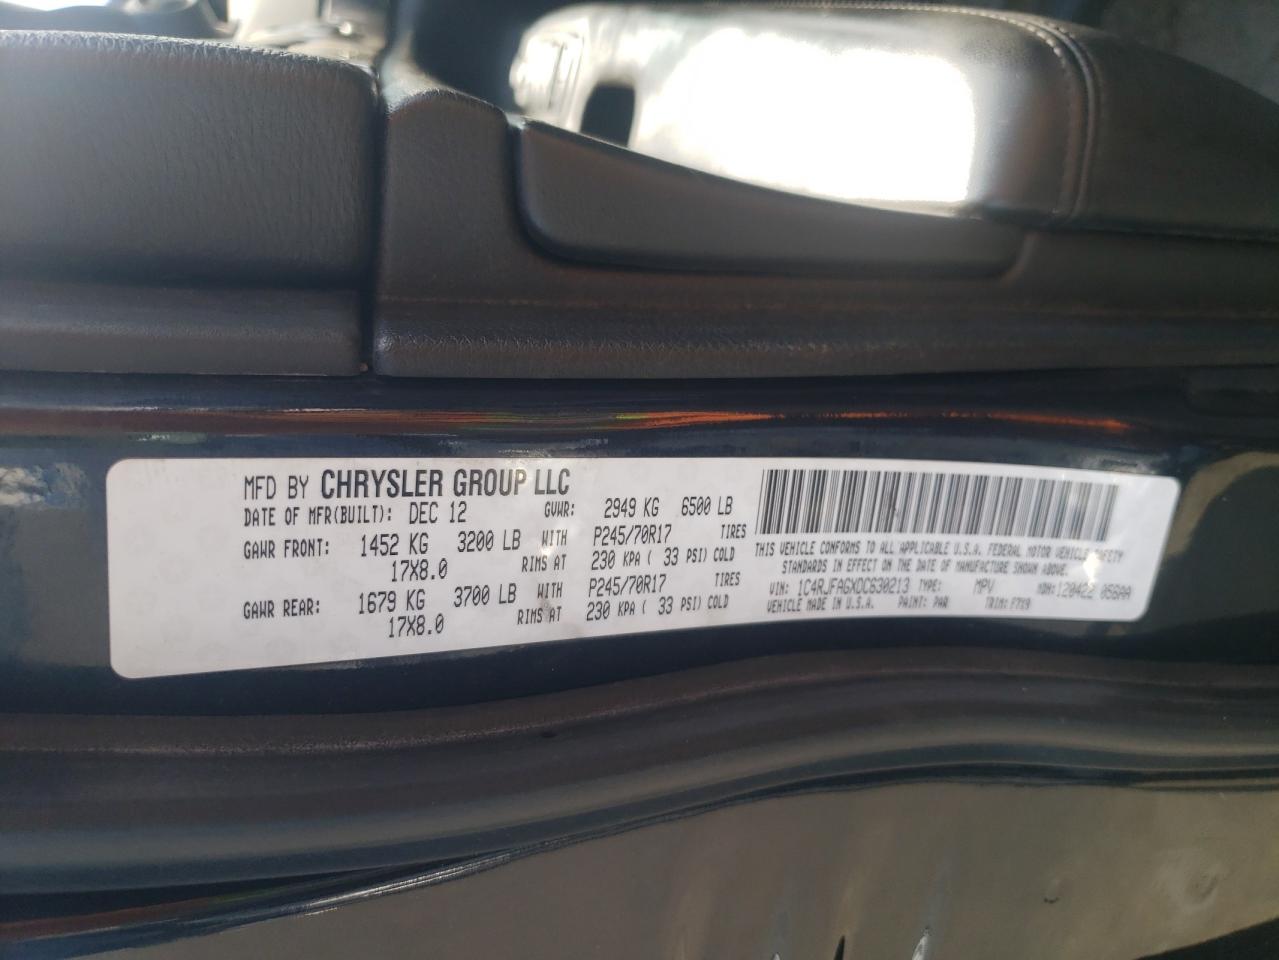 MFD BY CHRYSLER GROUP LLC
DATE OF MFR(BUILT): DEC 12 GVWR: 2949 KG 6500 LB
GAWR FRONT: 1452 KG 3200 LB WITH P245/70R17 TIRES
17X8.0 RIMS AT 230 KPA ( 33 PSI) COLD
GAWR REAR: 1679 KG 3700 LB WITH P245/70R17 TIRES
17X8.0 RIMS AT 230 KPA ( 33 PSI) COLD
THIS VEHICLE CONFORMS TO ALL APPLICABLE U.S.A. FEDERAL MOTOR VEHICLE SAFETY
STANDARDS IN EFFECT ON THE DATE OF MANUFACTURE SHOWN ABOVE.
VIN: 1C4RJFAGXDC630213 TYPE: MPV MDH: 120422 056AA
VEHICLE MADE IN U.S.A. PAINT: PAR TRIM: